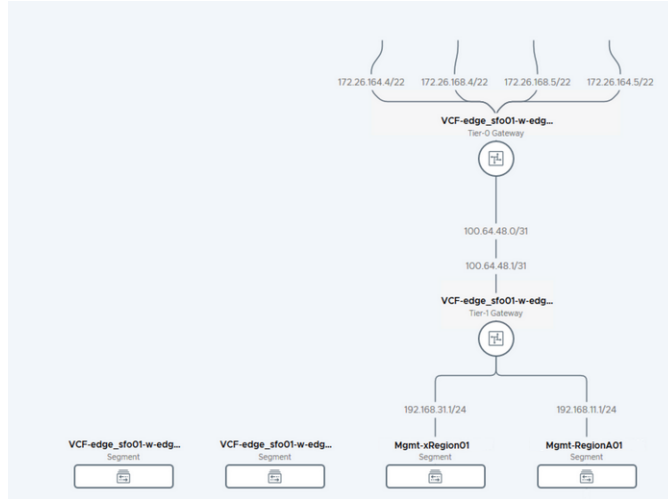 172.26.164.4/22 172.26.168.4/22 172.26.168.5/22 172.26.164.5/22
VCF-edge_sfo01-w-edg...
Tier-0 Gateway
100.64.48.0/31
100.64.48.1/31
VCF-edge_sfo01-w-edg...
Tier-1 Gateway
192.168.31.1/24 192.168.11.1/24
VCF-edge_sfo01-w-edg... VCF-edge_sfo01-w-edg... Mgmt-xRegion01 Mgmt-RegionA01
Segment Segment Segment Segment